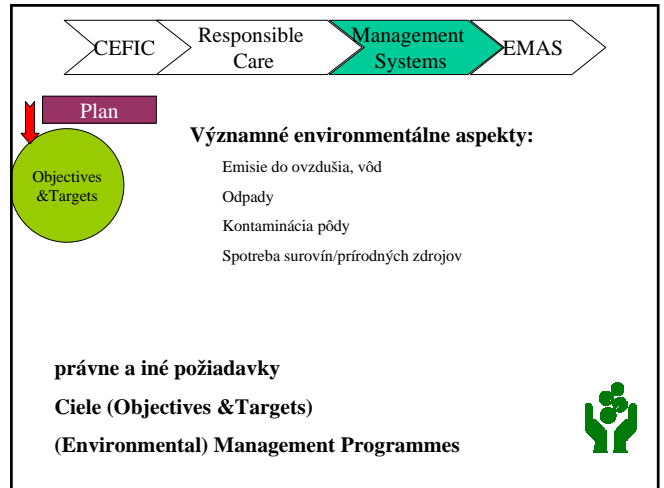 CEFIC
Responsible
Care
Management
Systems
EMAS
Plan
Objectives
&Targets
Významné environmentálne aspekty:
Emisie do ovzdušia, vôd
Odpady
Kontaminácia pôdy
Spotreba surovín/prírodných zdrojov
právne a iné požiadavky
Ciele (Objectives &Targets)
(Environmental) Management Programmes